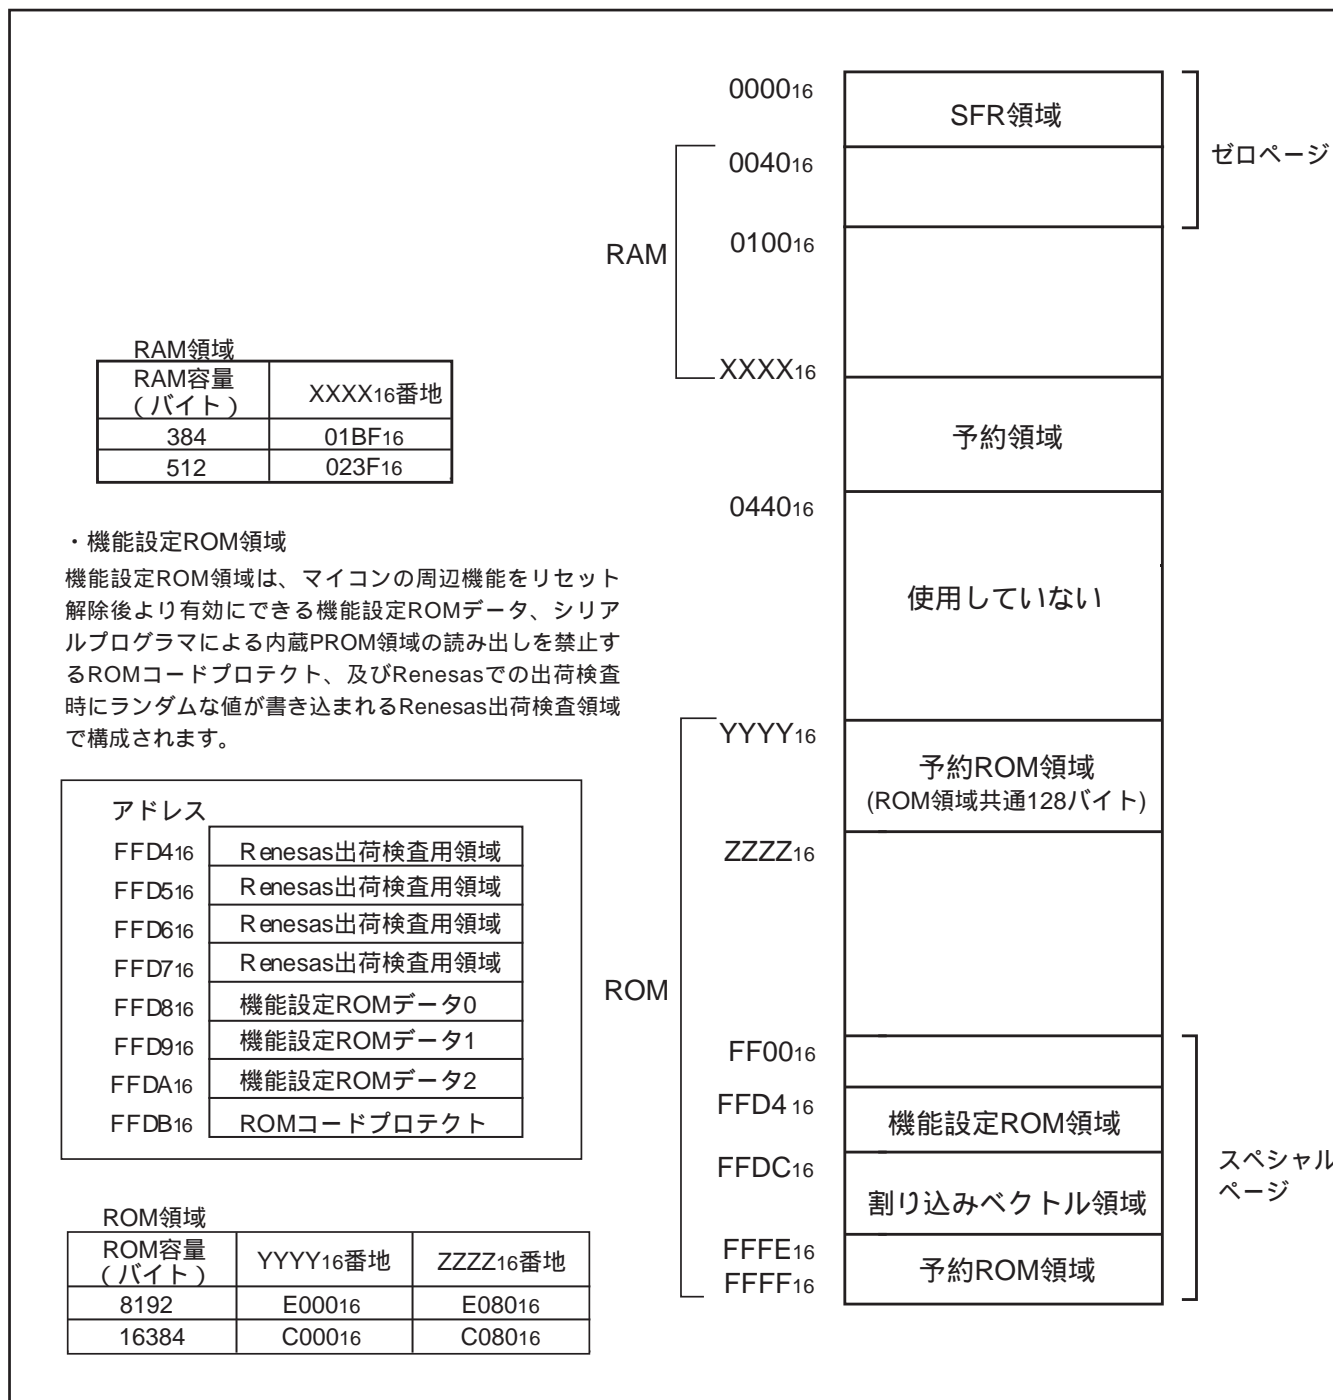 000016
SFR領域
ゼロページ
004016
RAM
010016
XXXX16
予約領域
044016
使用していない
RAM領域
RAM容量
(バイト)
XXXX16番地
384
01BF16
512
023F16
・機能設定ROM領域
機能設定ROM領域は、マイコンの周辺機能をリセット
解除後より有効にできる機能設定ROMデータ、シリア
ルプログラマによる内蔵PROM領域の読み出しを禁止す
るROMコードプロテクト、及びRenesasでの出荷検査
時にランダムな値が書き込まれるRenesas出荷検査領域
で構成されます。
YYYY16
予約ROM領域
(ROM領域共通128バイト)
ZZZZ16
ROM
FF0016
FFD416
機能設定ROM領域
FFDC16
割り込みベクトル領域
スペシャル
ページ
FFFE16
FFFF16
予約ROM領域
アドレス
FFD416 Renesas出荷検査用領域
FFD516 Renesas出荷検査用領域
FFD616 Renesas出荷検査用領域
FFD716 Renesas出荷検査用領域
FFD816 機能設定ROMデータ0
FFD916 機能設定ROMデータ1
FFDA16 機能設定ROMデータ2
FFDB16 ROMコードプロテクト
ROM領域
ROM容量
(バイト)
YYYY16番地
ZZZZ16番地
8192
E00016
E08016
16384
C00016
C08016